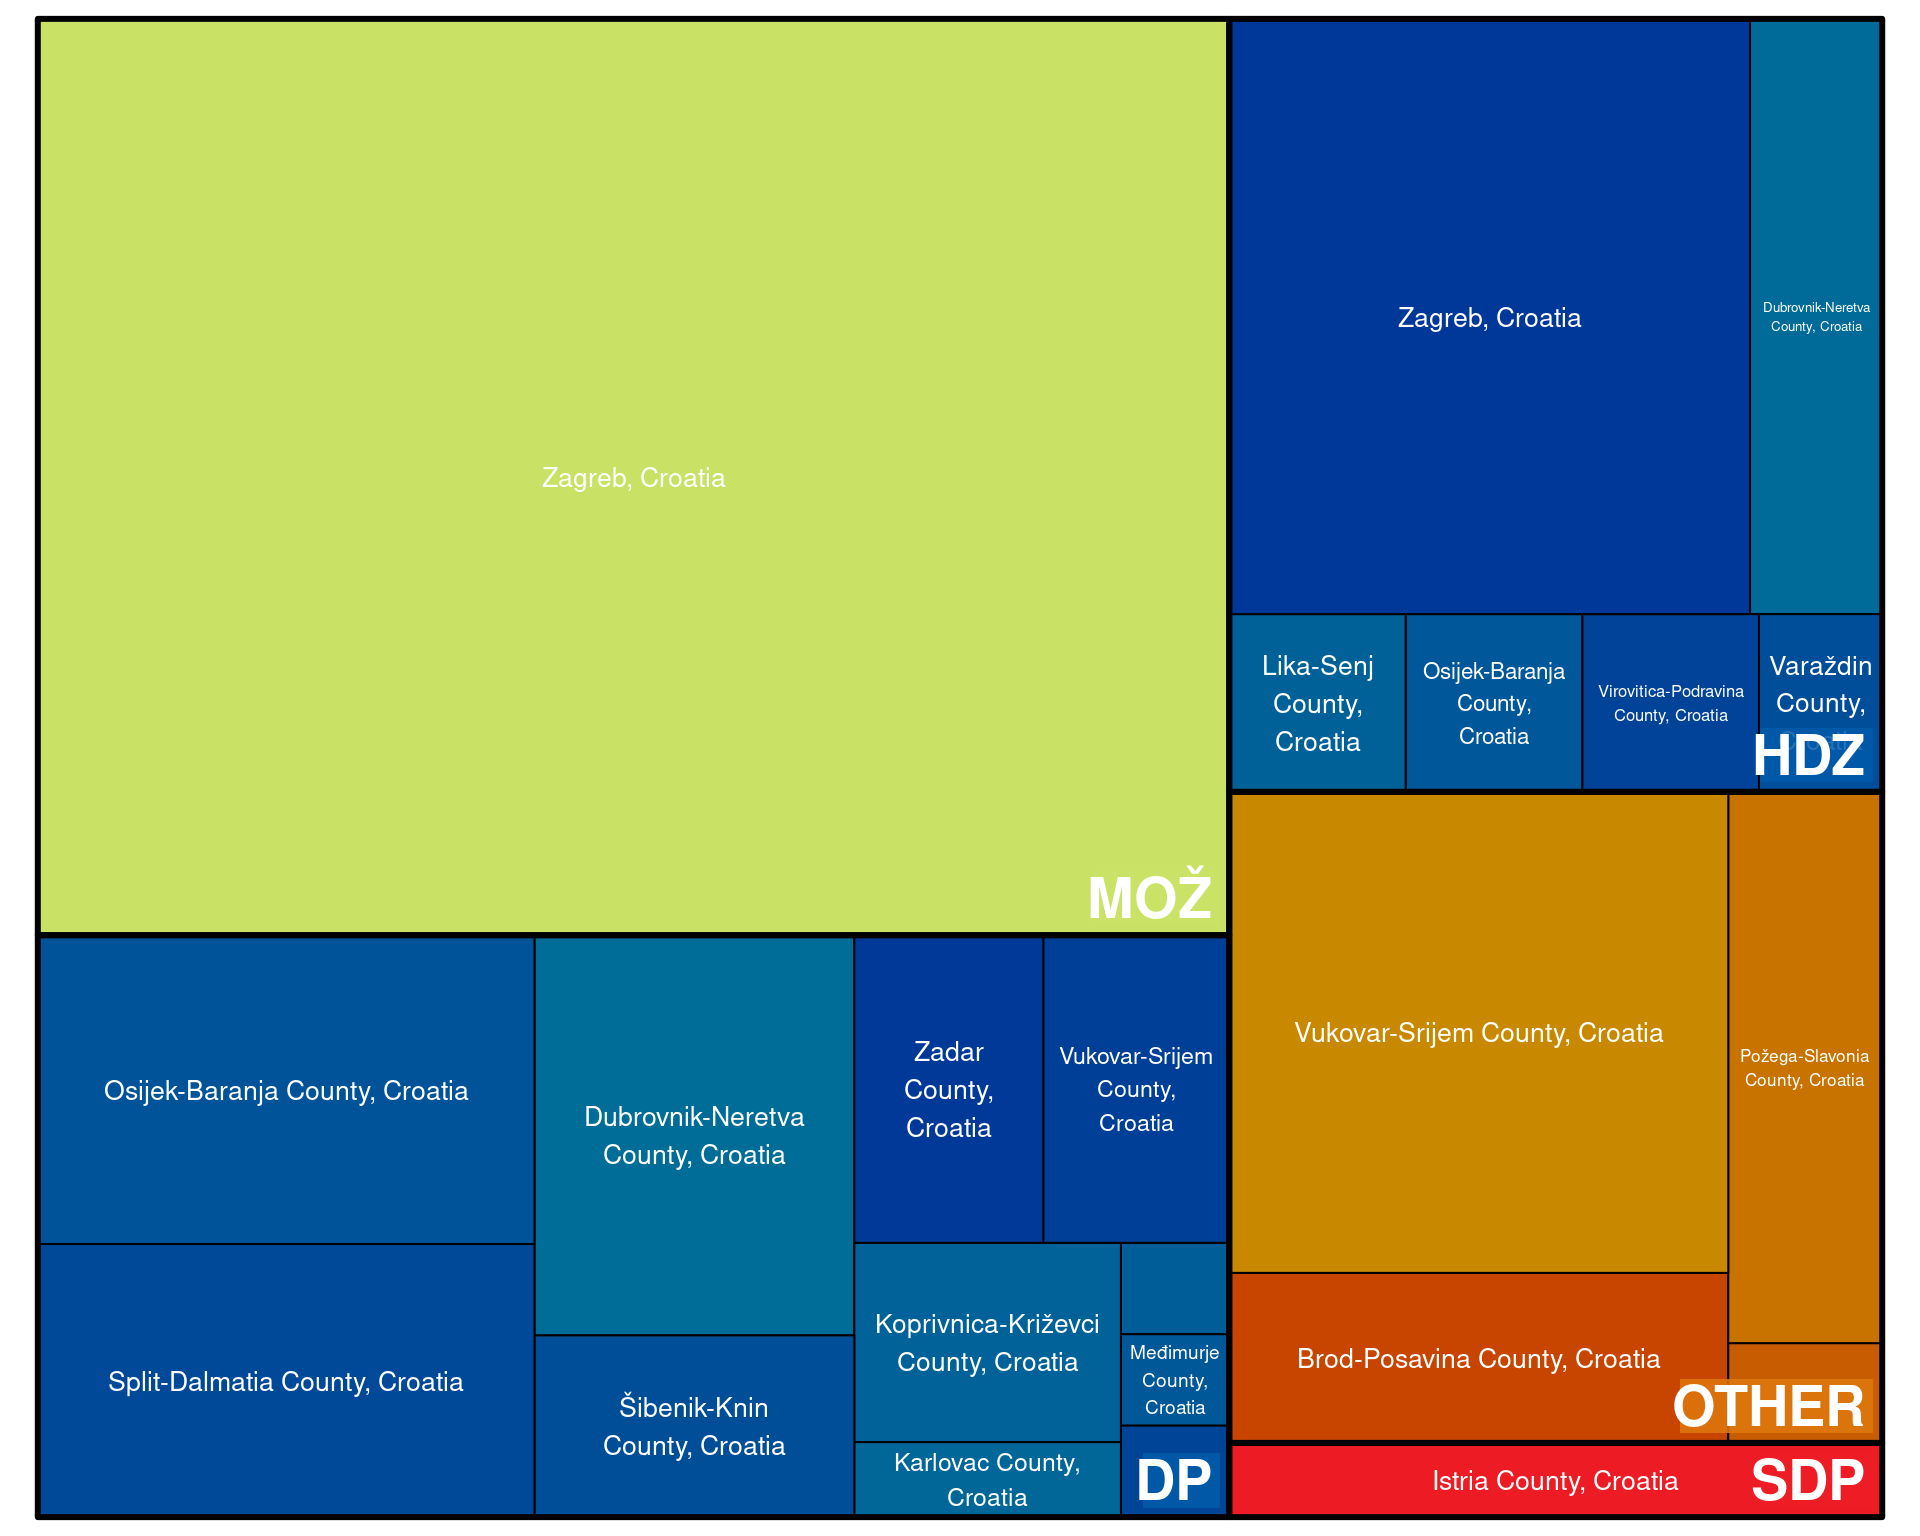 Zagreb, Croatia
MOŽ
Zagreb, Croatia
Dubrovnik-Neretva
County, Croatia
Lika-Senj
County,
Croatia
Osijek-Baranja
County,
Croatia
Virovitica-Podravina
County, Croatia
Varaždin
County,
HDZ
Osijek-Baranja County, Croatia
Split-Dalmatia County, Croatia
Dubrovnik-Neretva
County, Croatia
Šibenik-Knin
County, Croatia
Zadar
County,
Croatia
Vukovar-Srijem
County,
Croatia
Koprivnica-Križevci
County, Croatia
Karlovac County,
Croatia
Međimurje
County,
Croatia
DP
Vukovar-Srijem County, Croatia
Požega-Slavonia
County, Croatia
Brod-Posavina County, Croatia
OTHER
Istria County, Croatia
SDP